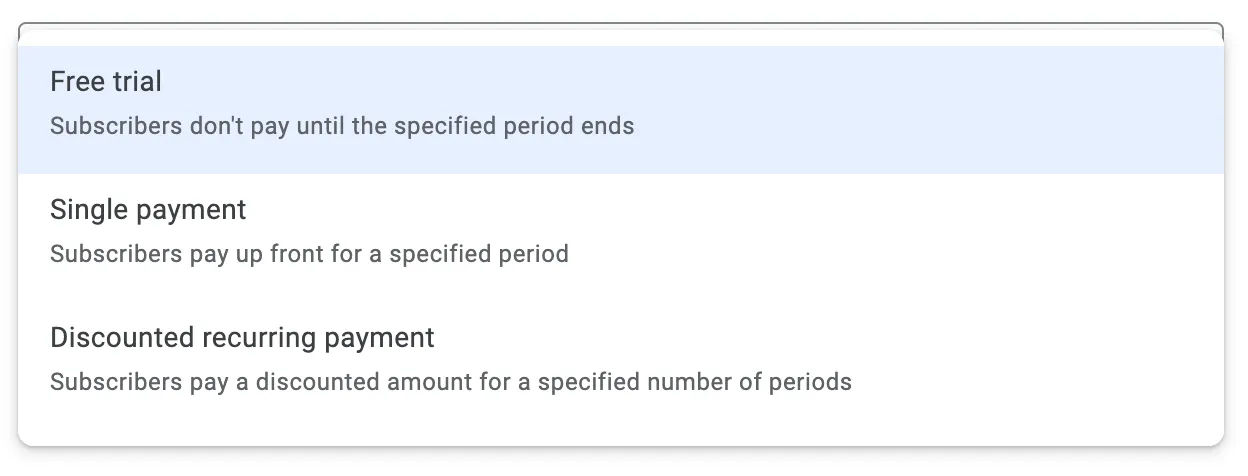 Free trial
Subscribers don't pay until the specified period ends
Single payment
Subscribers pay up front for a specified period
Discounted recurring payment
Subscribers pay a discounted amount for a specified number of periods